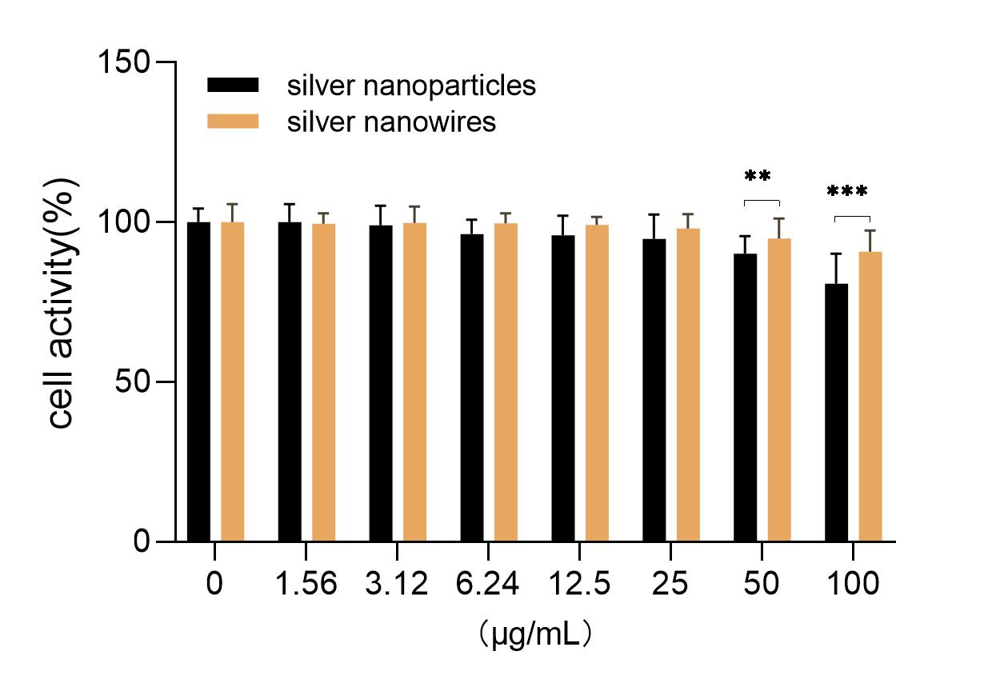 150
silver nanoparticles
silver nanowires
**
***
100
cell activity(%)
50
0
0 1.56 3.12 6.24 12.5 25 50 100
（μg/mL）